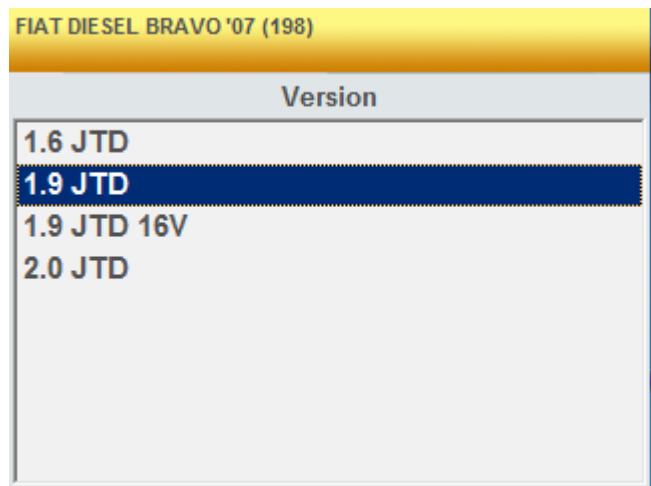 FIAT DIESEL BRAVO '07 (198)
Version
1.6 JTD
1.9 JTD
1.9 JTD 16V
2.0 JTD